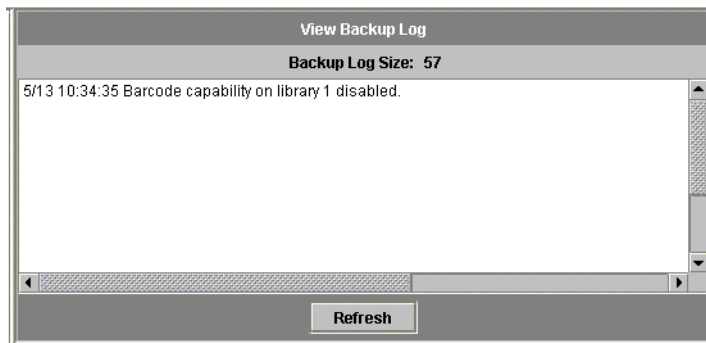 View Backup Log
Backup Log Size: 57
5/13 10:34:35 Barcode capability on library 1 disabled.
Refresh